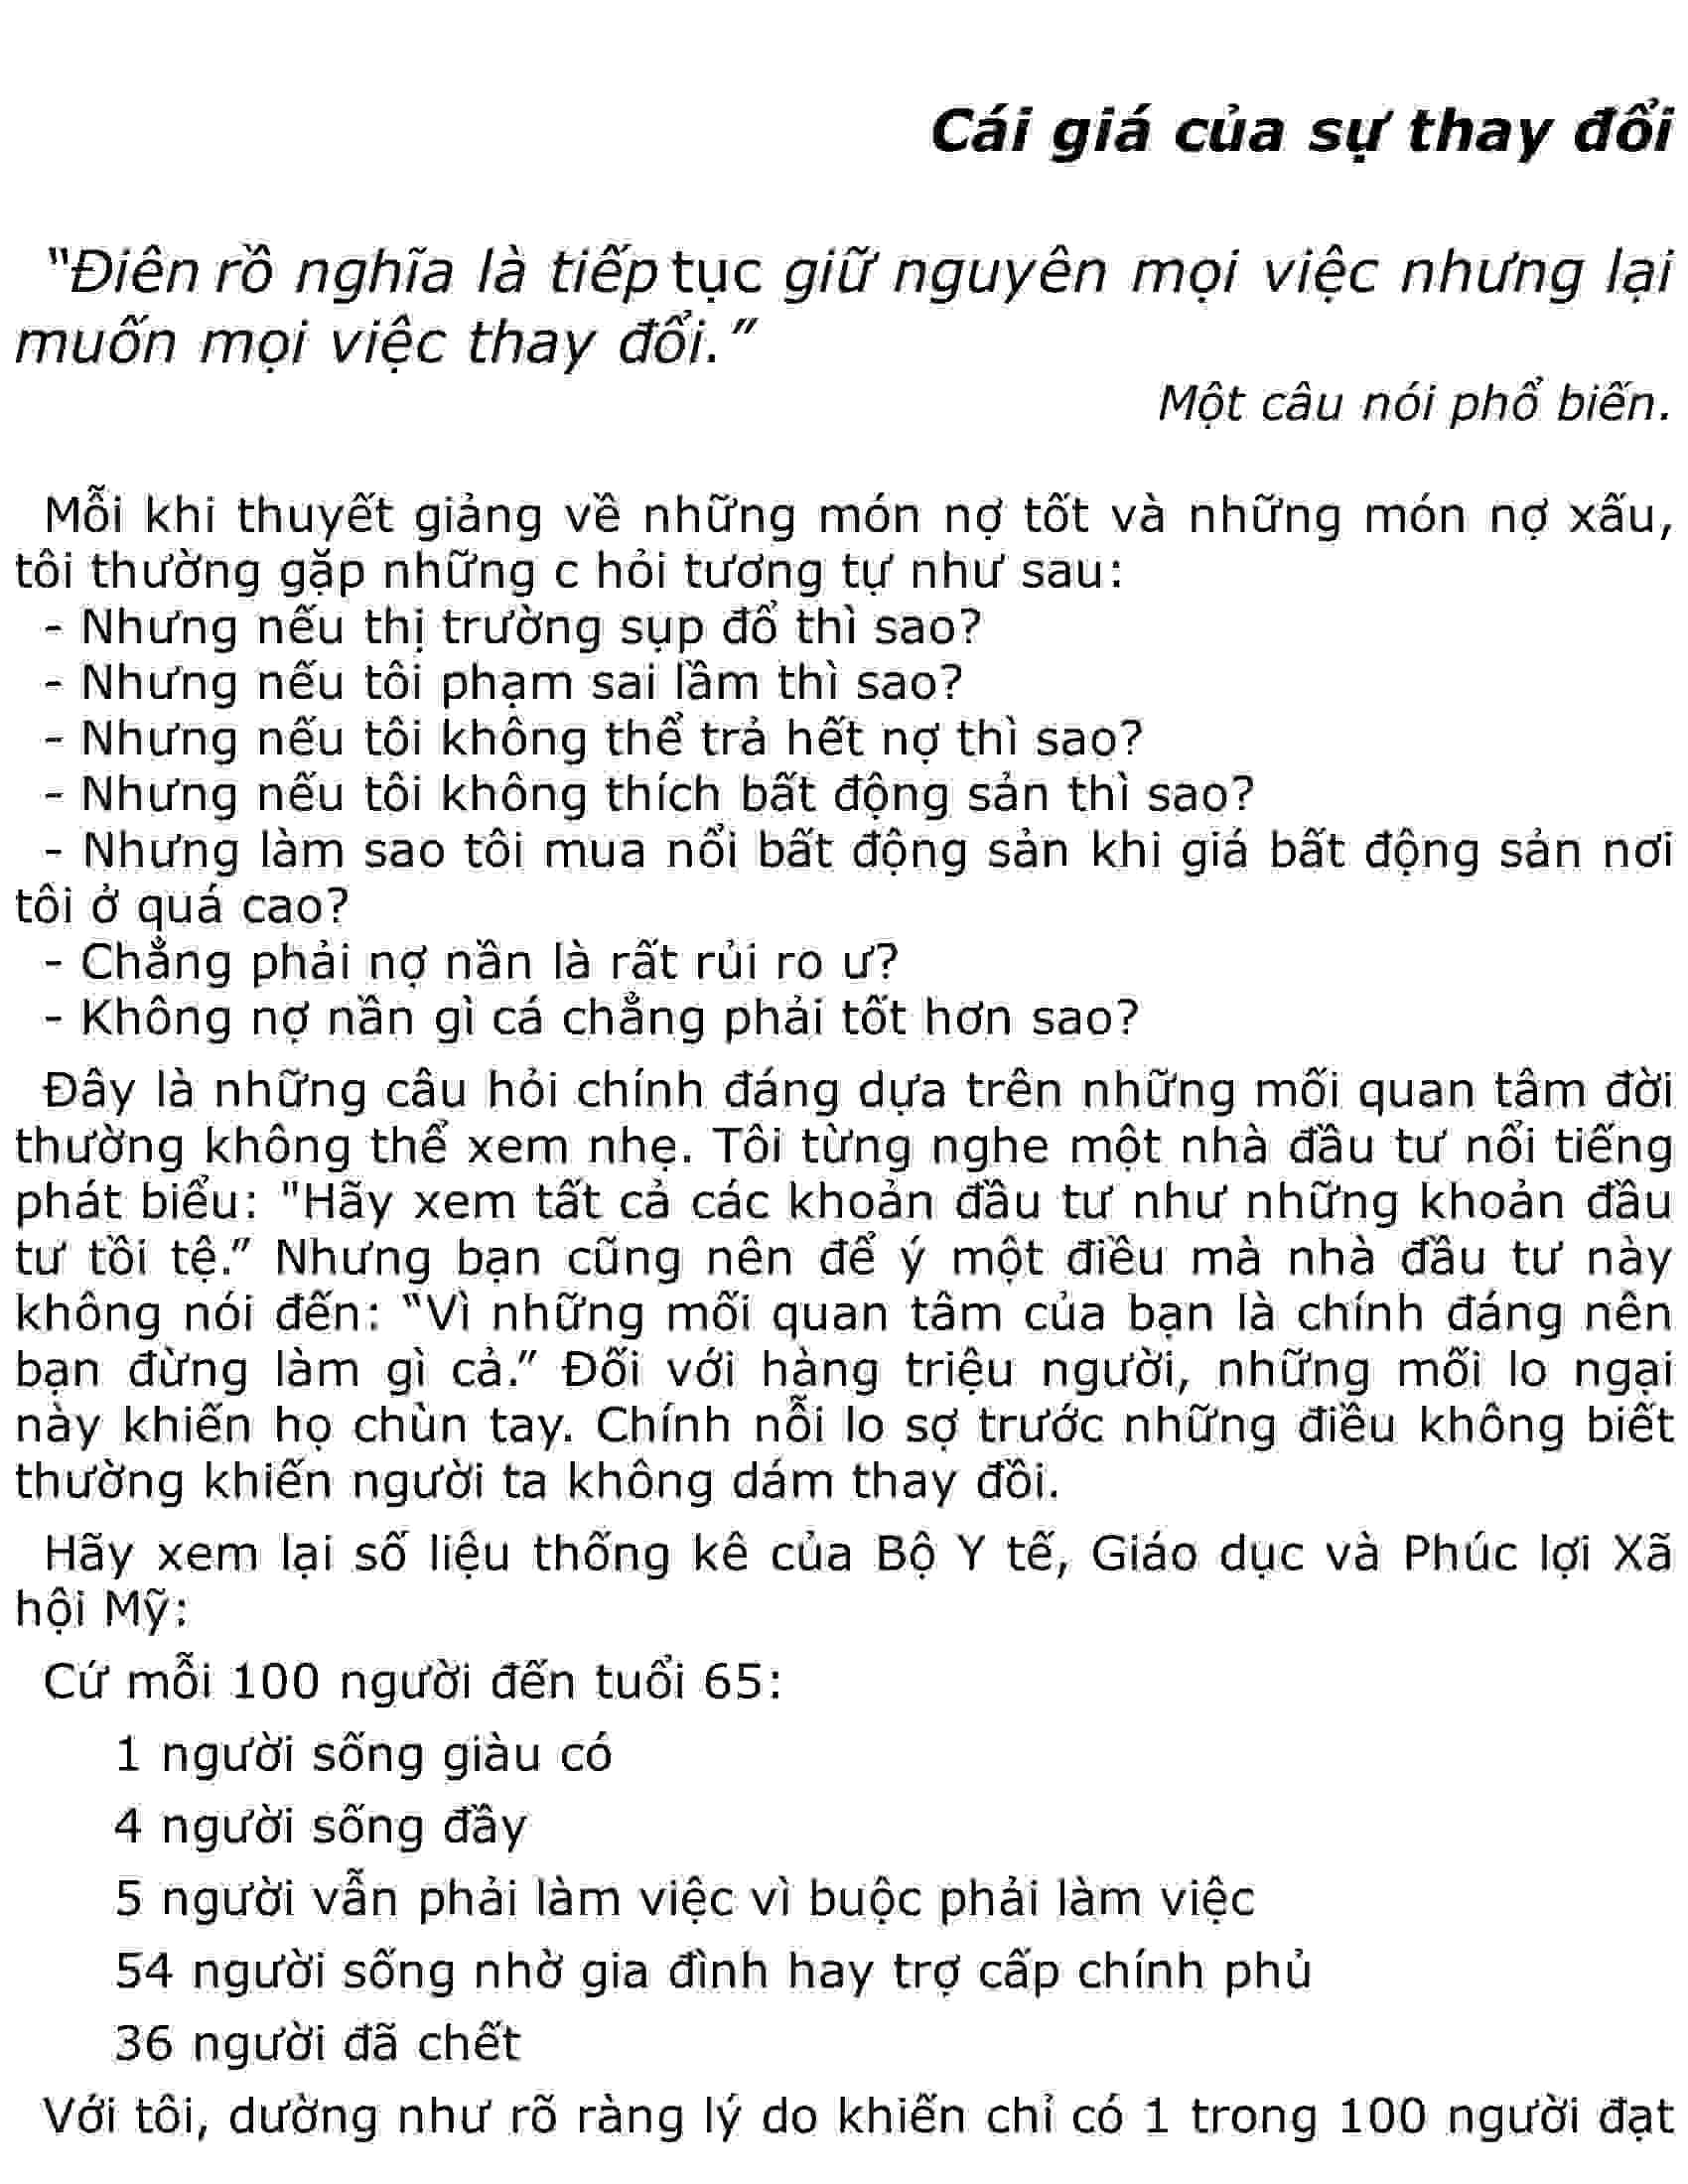 Cái giá của sự thay đổi
“Điên rồ nghĩa là tiếp tục giữ nguyên mọi việc nhưng lại
muốn mọi việc thay đổi.”
Một câu nói phổ biến.
Mỗi khi thuyết giảng về những món nợ tốt và những món nợ xấu,
tôi thường gặp những c hỏi tương tự như sau:
- Nhưng nếu thị trường sụp đổ thì sao?
- Nhưng nếu tôi phạm sai lầm thì sao?
- Nhưng nếu tôi không thể trả hết nợ thì sao?
- Nhưng nếu tôi không thích bất động sản thì sao?
- Nhưng làm sao tôi mua nổi bất động sản khi giá bất động sản nơi
tôi ở quá cao?
- Chẳng phải nợ nần là rất rủi ro ư?
- Không nợ nần gì cá chẳng phải tốt hơn sao?
Đây là những câu hỏi chính đáng dựa trên những mối quan tâm đời
thường không thể xem nhẹ. Tôi từng nghe một nhà đầu tư nổi tiếng
phát biểu: "Hãy xem tất cả các khoản đầu tư như những khoản đầu
tư tồi tệ.” Nhưng bạn cũng nên để ý một điều mà nhà đầu tư này
không nói đến: “Vì những mối quan tâm của bạn là chính đáng nên
bạn đừng làm gì cả.” Đối với hàng triệu người, những mối lo ngại
này khiến họ chùn tay. Chính nỗi lo sợ trước những điều không biết
thường khiến người ta không dám thay đồi.
Hãy xem lại số liệu thống kê của Bộ Y tế, Giáo dục và Phúc lợi Xã
hội Mỹ:
Cứ mỗi 100 người đến tuổi 65:
1 người sống giàu có
4 người sống đầy
5 người vẫn phải làm việc vì buộc phải làm việc
54 người sống nhờ gia đình hay trợ cấp chính phủ
36 người đã chết
Với tôi, dường như rõ ràng lý do khiến chỉ có 1 trong 100 người đạt